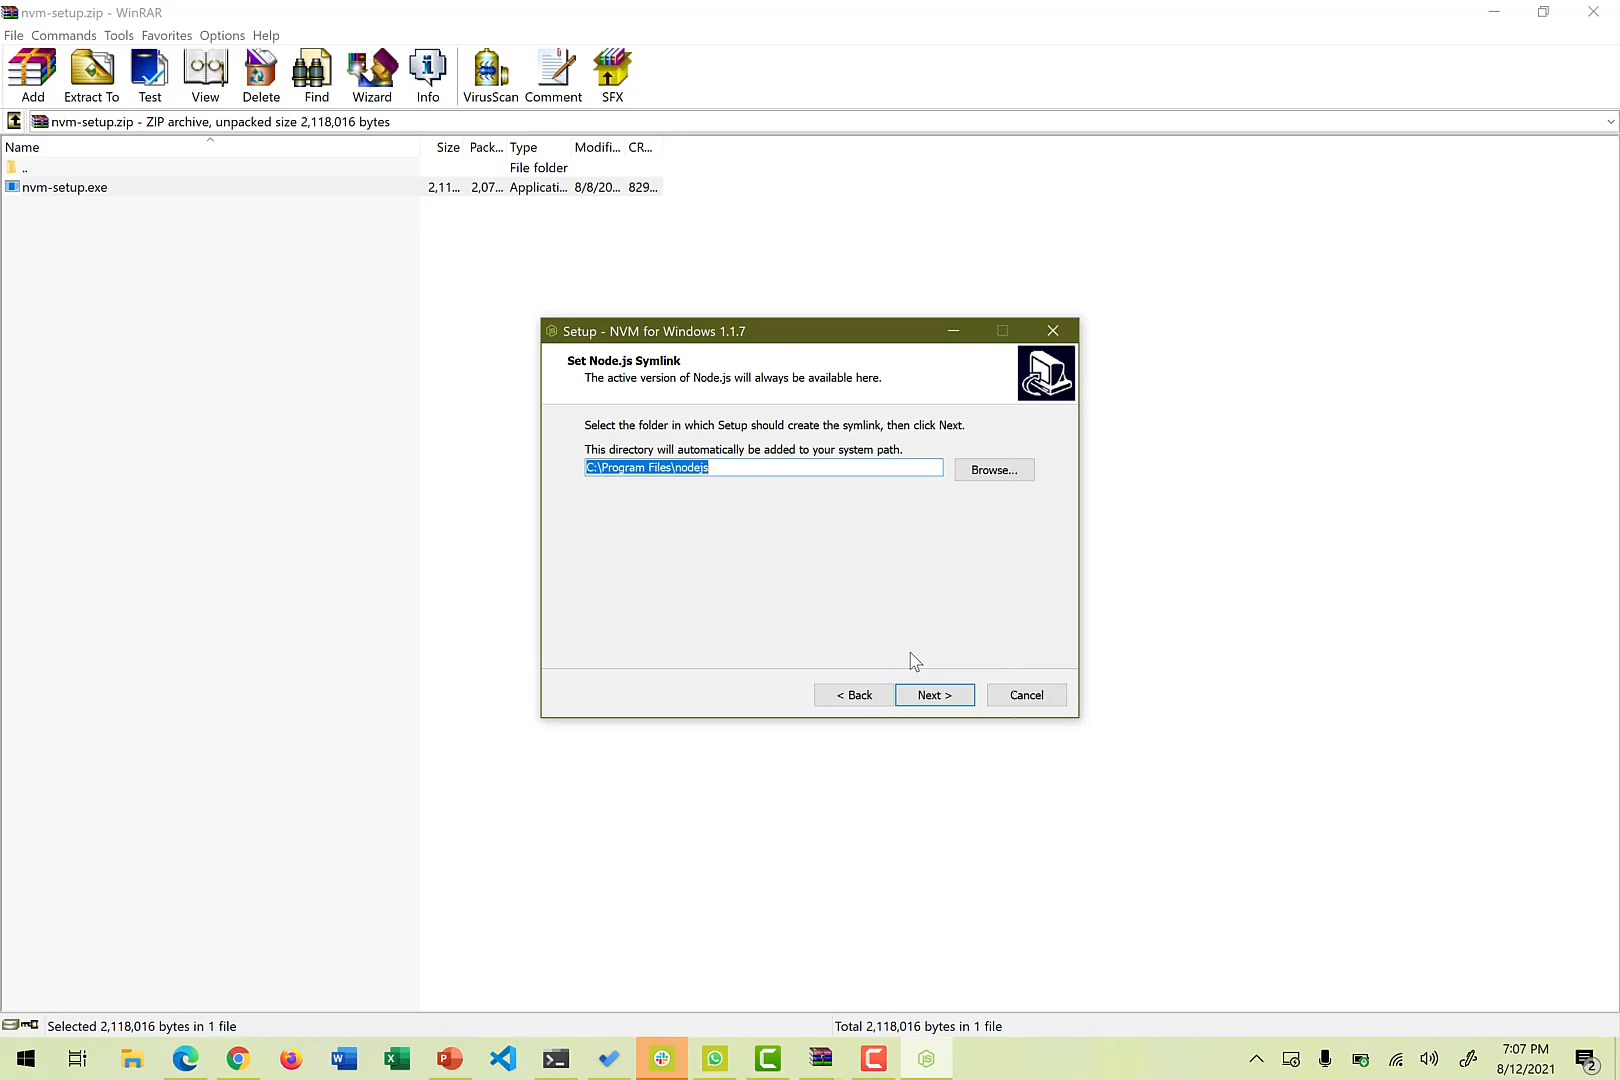 nvm-setup.zip - WinRAR
File Commands Tools Favorites Options Help
Add Extract To Test View Delete Find Wizard Info VirusScan Comment SFX
nvm-setup.zip - ZIP archive, unpacked size 2,118,016 bytes
Name Size Pack... Type Modifi... CR...
.. File folder
nvm-setup.exe 2,11... 2,07... Applicati... 8/8/20... 829...
Setup - NVM for Windows 1.1.7
Set Node.js Symlink
The active version of Node.js will always be available here.
Select the folder in which Setup should create the symlink, then click Next.
This directory will automatically be added to your system path.
C:\Program Files\nodejs
Browse...
< Back Next > Cancel
Selected 2,118,016 bytes in 1 file Total 2,118,016 bytes in 1 file
7:07 PM
8/12/2021
2